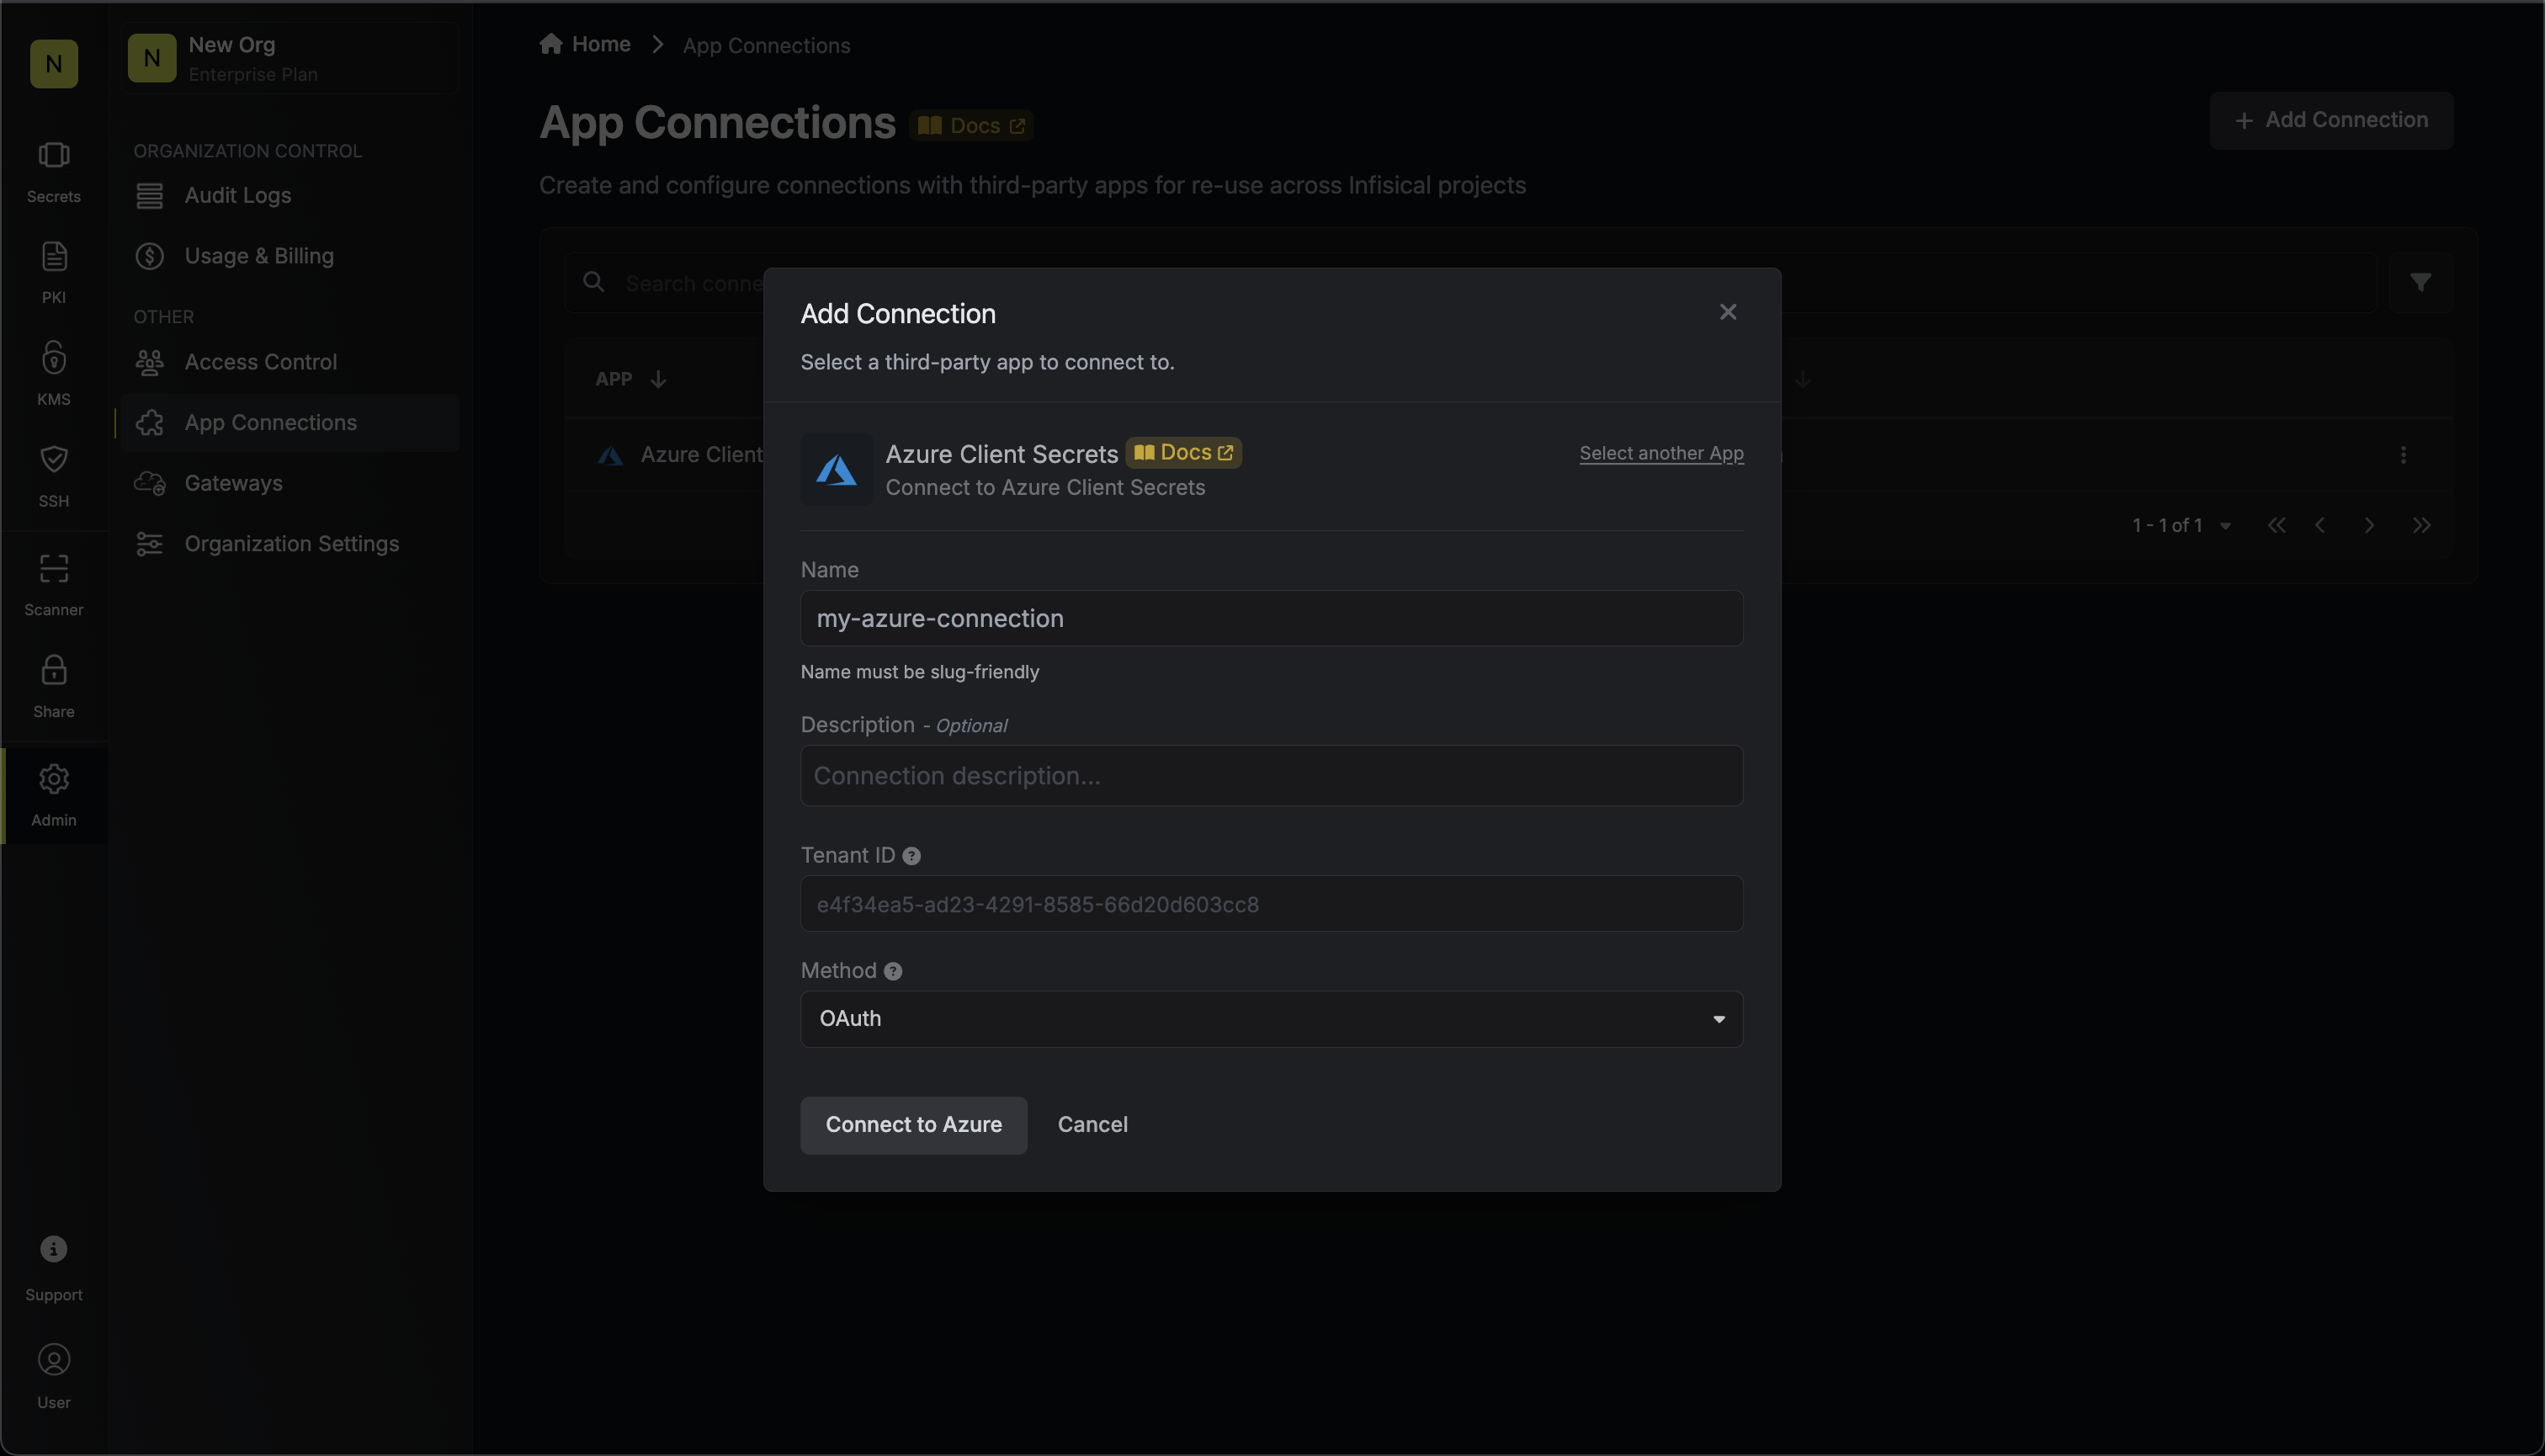 N
Secrets
PKI
KMS
SSH
Scanner
Share
Admin
Support
User
N
New Org
Enterprise Plan
ORGANIZATION CONTROL
Audit Logs
Usage & Billing
OTHER
Access Control
App Connections
Gateways
Organization Settings
Home
App Connections
App Connections
Docs
Add Connection
Create and configure connections with third-party apps for re-use across Infisical projects
Search conne
APP
Azure Client
1 - 1 of 1
Add Connection
Select a third-party app to connect to.
Azure Client Secrets
Docs
Select another App
Connect to Azure Client Secrets
Name
my-azure-connection
Name must be slug-friendly
Description - Optional
Connection description...
Tenant ID
e4f34ea5-ad23-4291-8585-66d20d603cc8
Method
OAuth
Connect to Azure
Cancel